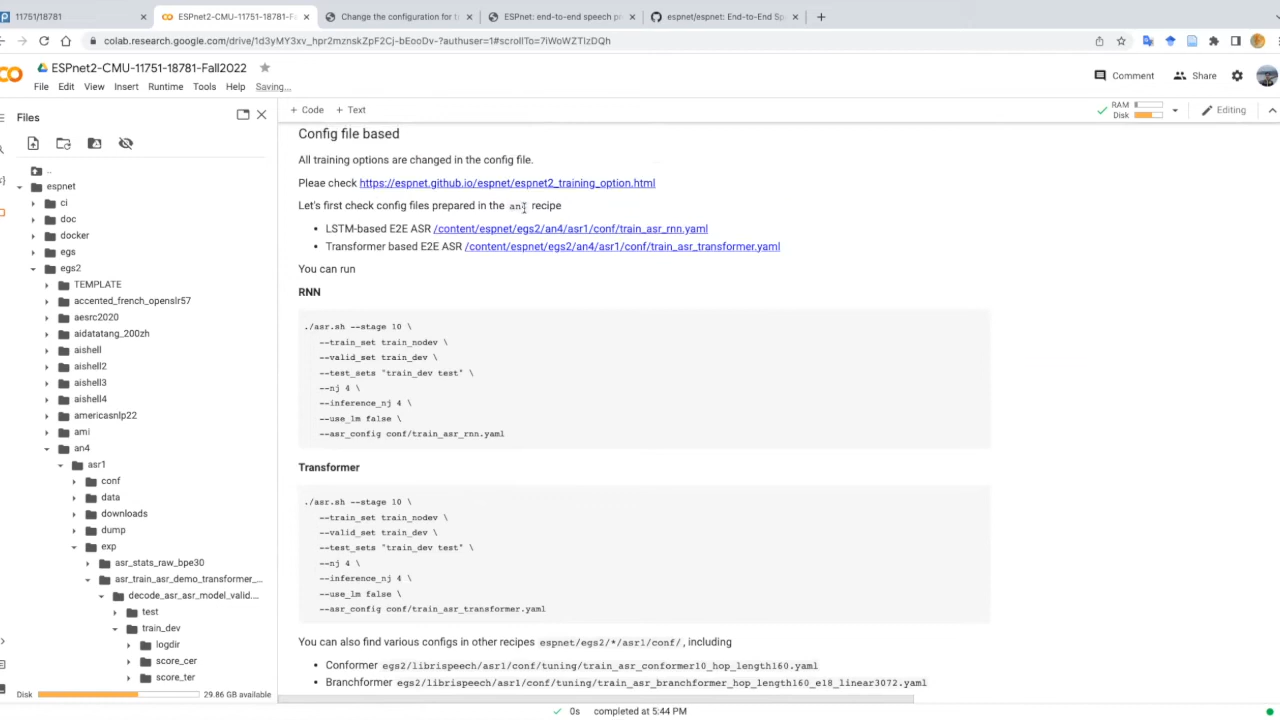 11751/18781
ESPnet2-CMU-11751-18781-F
Change the configuration for t
ESPnet: end-to-end speech pr
espnet/espnet: End-to-End Sp
colab.research.google.com/drive/1d3yMY3xv_hpr2mznskZpF2Cj-bEooDv-?authuser=1#scrollTo=7iWoWZTIzDQh
ESPnet2-CMU-11751-18781-Fall2022
Comment
Share
File Edit View Insert Runtime Tools Help Saving...
Files
+ Code + Text
RAM
Disk
Editing
..
espnet
ci
doc
docker
egs
egs2
TEMPLATE
accented_french_openslr57
aesrc2020
aidatatang_200zh
aishell
aishell2
aishell3
aishell4
americasnlp22
ami
an4
asr1
conf
data
downloads
dump
exp
asr_stats_raw_bpe30
asr_train_asr_demo_transformer_...
decode_asr_asr_model_valid....
test
train_dev
logdir
score_cer
score_ter
Disk 29.86 GB available
Config file based
All training options are changed in the config file.
Pleae check https://espnet.github.io/espnet/espnet2_training_option.html
Let's first check config files prepared in the an4 recipe
• LSTM-based E2E ASR /content/espnet/egs2/an4/asr1/conf/train_asr_rnn.yaml
• Transformer based E2E ASR /content/espnet/egs2/an4/asr1/conf/train_asr_transformer.yaml
You can run
RNN
./asr.sh --stage 10 \
--train_set train_nodev \
--valid_set train_dev \
--test_sets "train_dev test" \
--nj 4 \
--inference_nj 4 \
--use_lm false \
--asr_config conf/train_asr_rnn.yaml
Transformer
./asr.sh --stage 10 \
--train_set train_nodev \
--valid_set train_dev \
--test_sets "train_dev test" \
--nj 4 \
--inference_nj 4 \
--use_lm false \
--asr_config conf/train_asr_transformer.yaml
You can also find various configs in other recipes espnet/egs2/*/asr1/conf/, including
• Conformer egs2/librispeech/asr1/conf/tuning/train_asr_conformer10_hop_length160.yaml
• Branchformer egs2/librispeech/asr1/conf/tuning/train_asr_branchformer_hop_length160_e18_linear3072.yaml
0s completed at 5:44 PM